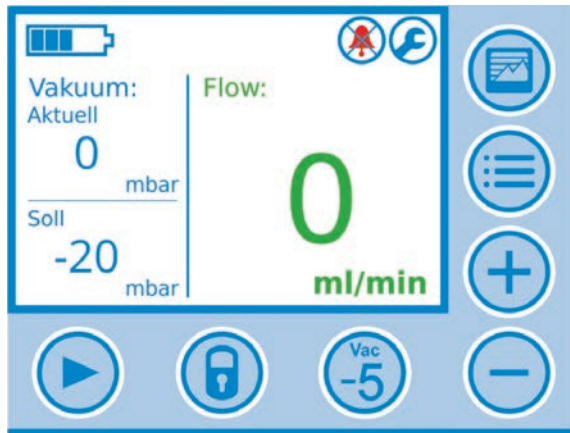 Vakuum:
Aktuell
0
mbar
Soll
-20
mbar
Flow:
0
ml/min
Vac
-5